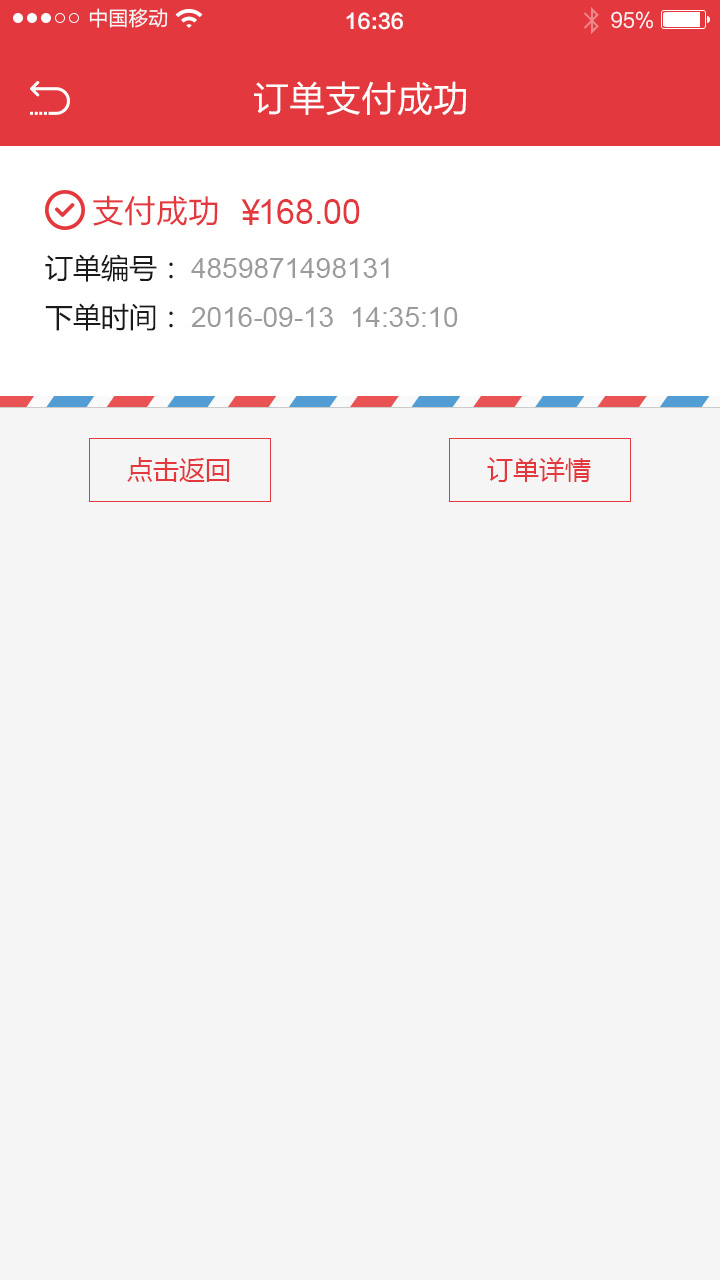 中国移动 16:36 95%
订单支付成功
支付成功 ¥168.00
订单编号：4859871498131
下单时间：2016-09-13 14:35:10
点击返回 订单详情